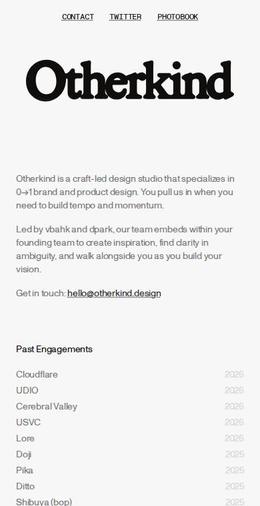 CONTACT TWITTER PHOTOBOOK
Otherkind
Otherkind is a craft-led design studio that specializes in
0→1 brand and product design. You pull us in when you
need to build tempo and momentum.
Led by vbahk and dpark, our team embeds within your
founding team to create inspiration, find clarity in
ambiguity, and walk alongside you as you build your
vision.
Get in touch: hello@otherkind.design
Past Engagements
Cloudflare 2026
UDIO 2026
Cerebral Valley 2026
USVC 2026
Lore 2025
Doji 2025
Pika 2025
Ditto 2025
Shibuya (bop) 2025